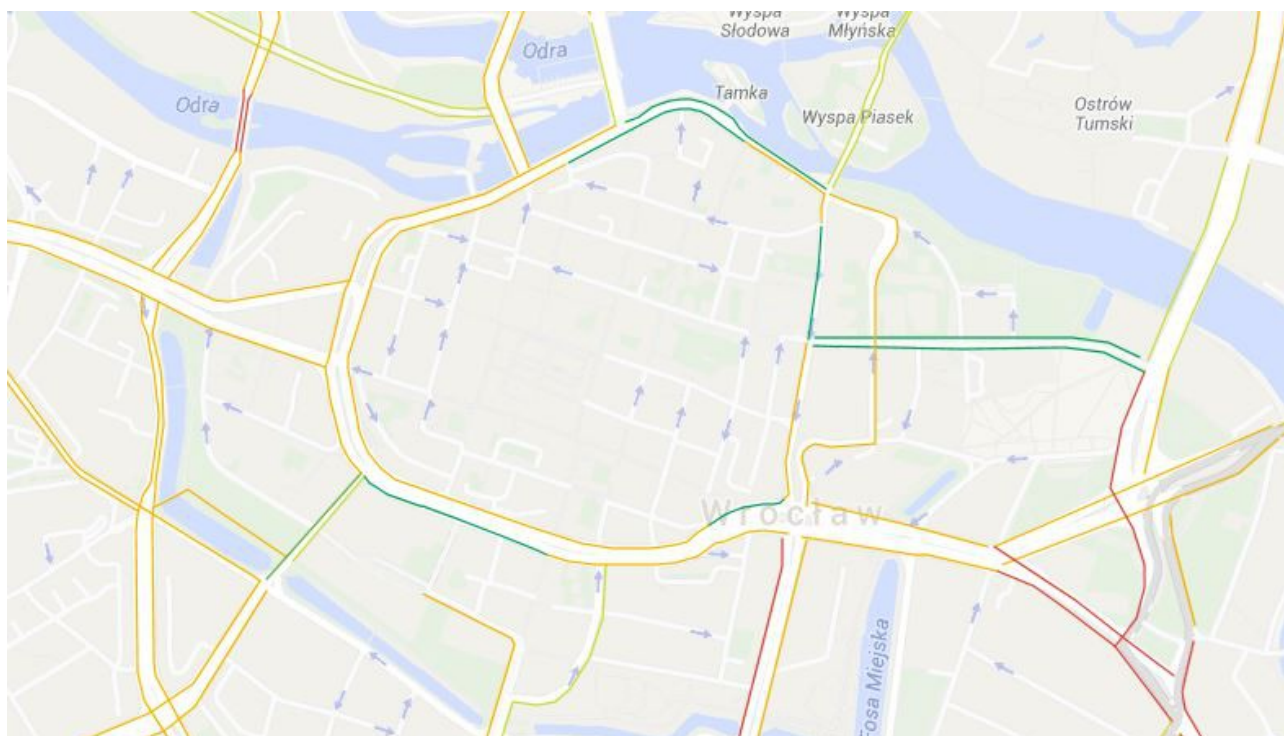 Wyspa
Słodowa
Wyspa
Młyńska
Odra
Odra
Tamka
Wyspa Piasek
Ostrów
Tumski
Wrocław
Fosa Miejska